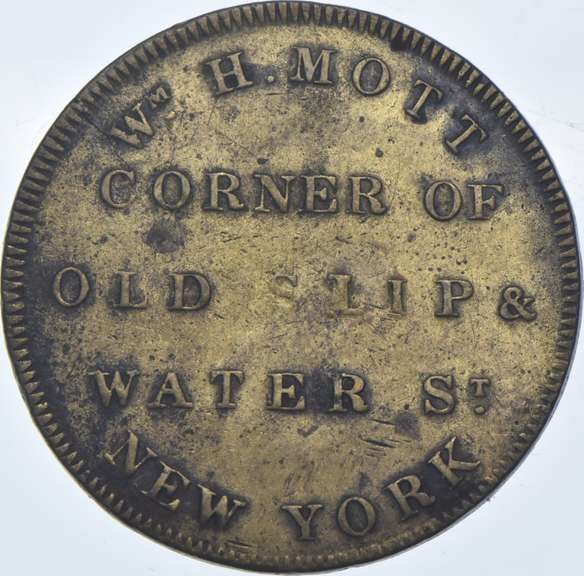 Wᴹ H. MOTT
CORNER OF
OLD SLIP &
WATER Sᵀ.
NEW YORK